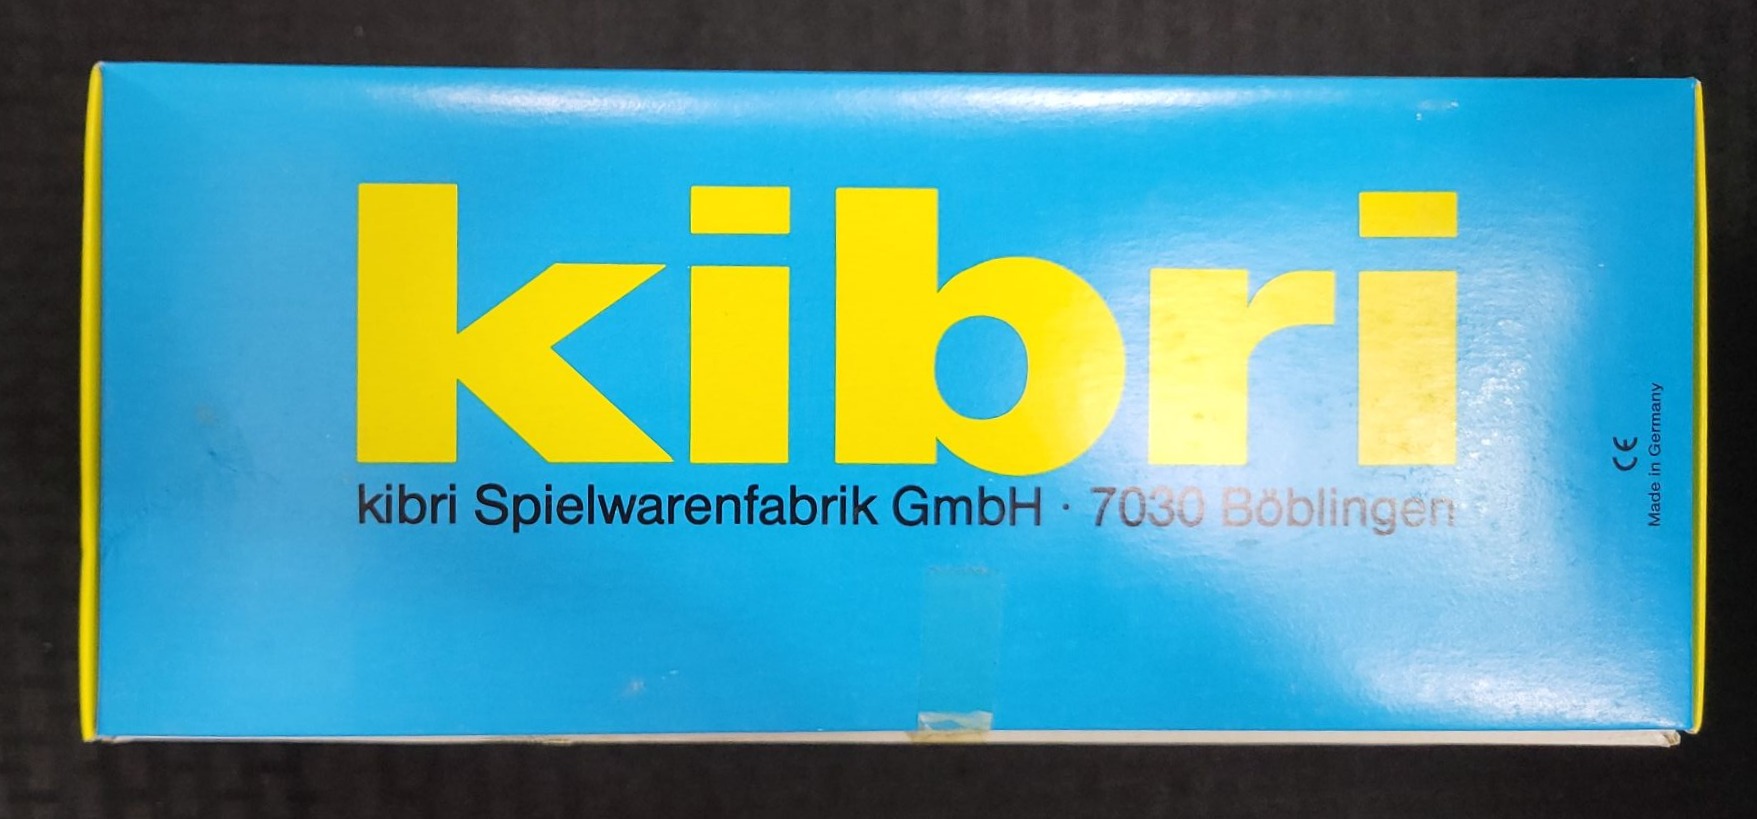 kibri
kibri Spielwarenfabrik GmbH · 7030 Böblingen
CE
Made in Germany